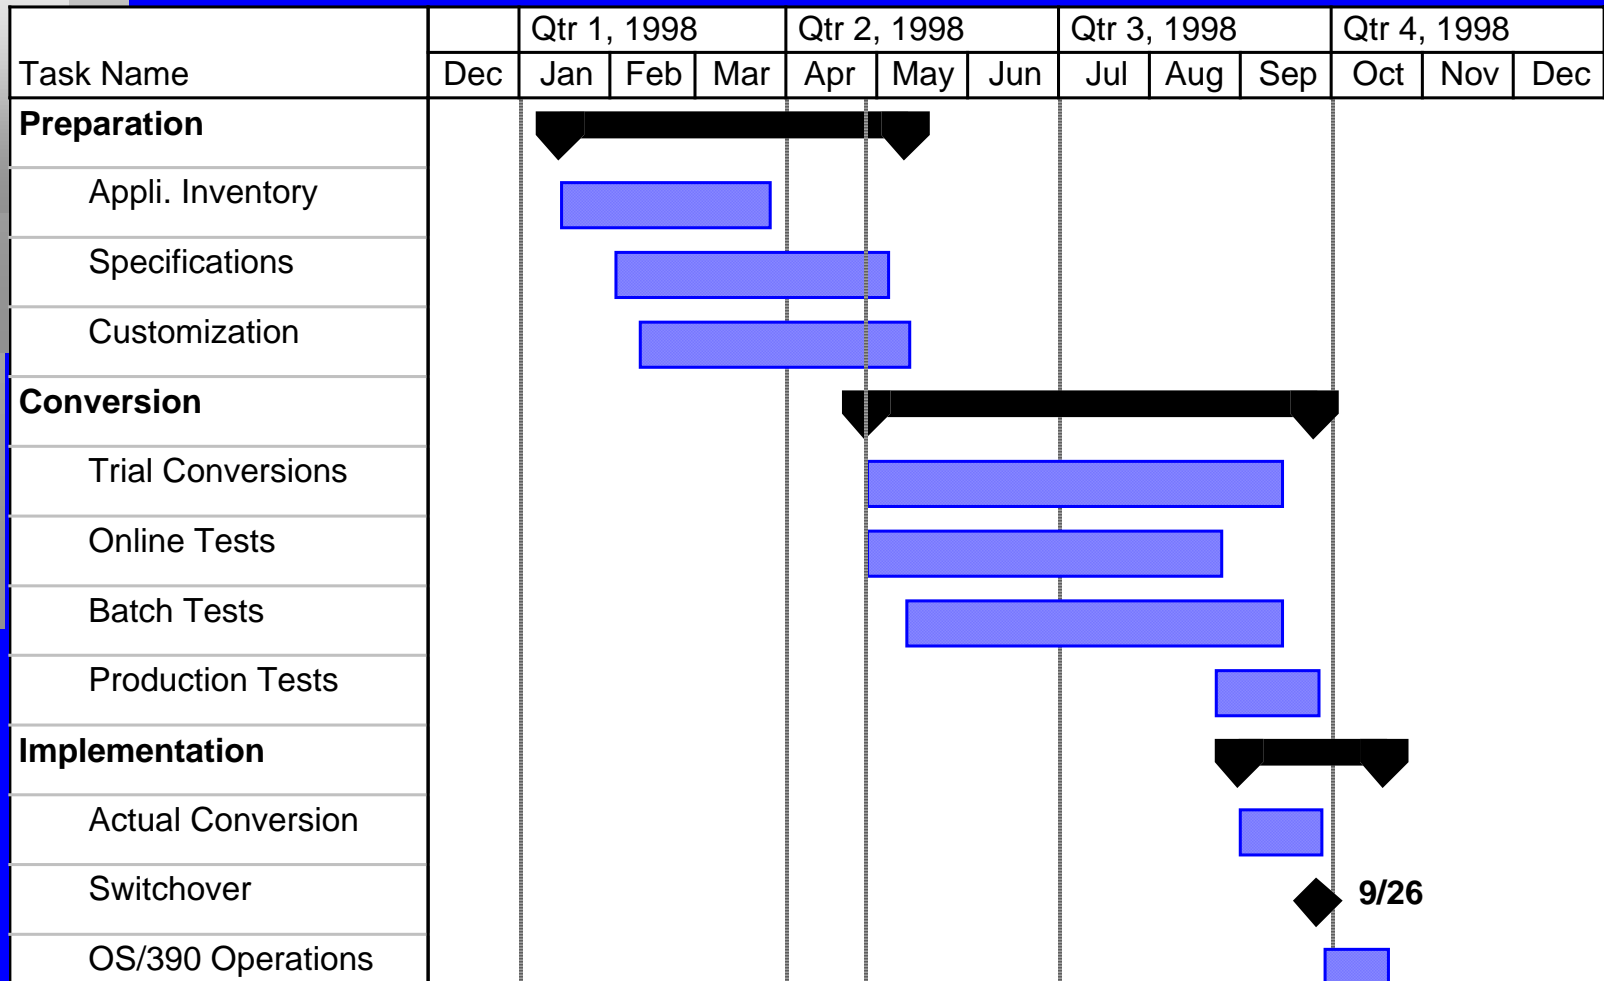 Qtr 1, 1998 Qtr 2, 1998 Qtr 3, 1998 Qtr 4, 1998
Task Name Dec Jan Feb Mar Apr May Jun Jul Aug Sep Oct Nov Dec
Preparation
Appli. Inventory
Specifications
Customization
Conversion
Trial Conversions
Online Tests
Batch Tests
Production Tests
Implementation
Actual Conversion
Switchover 9/26
OS/390 Operations